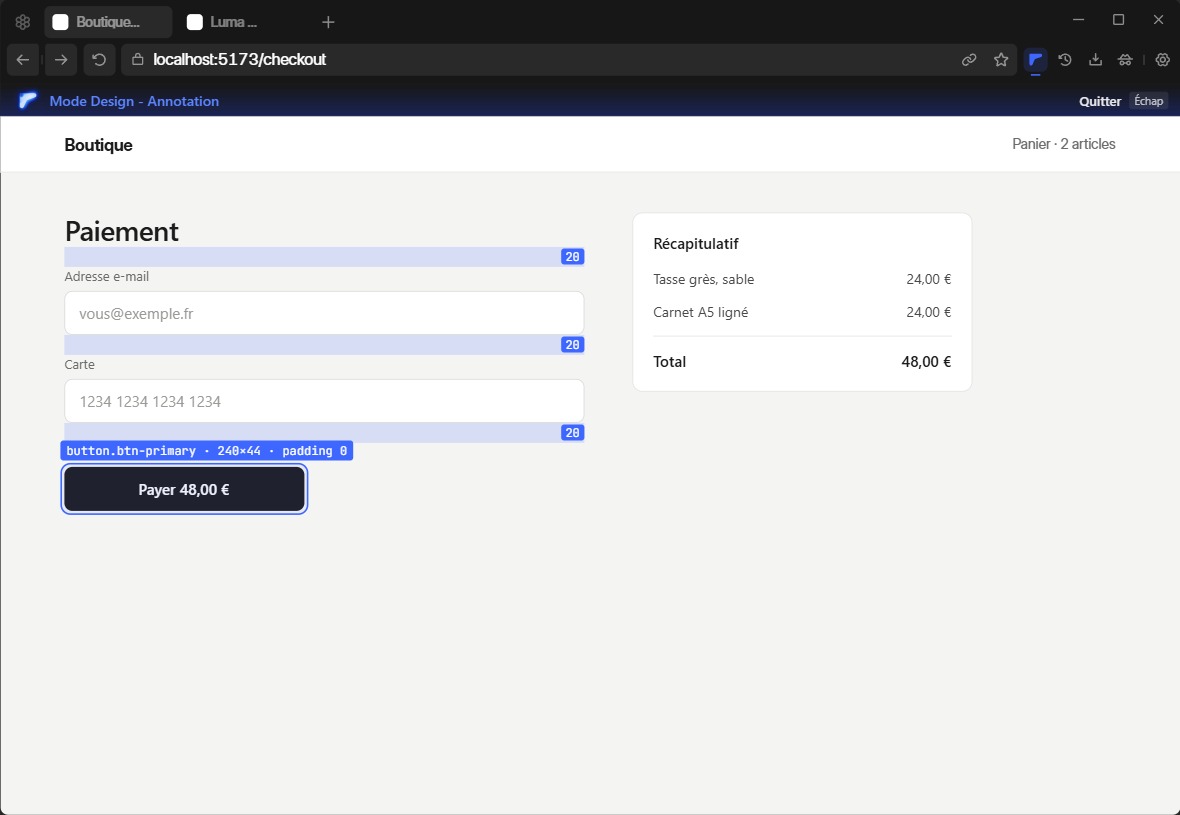 Boutique...
Luma ...
localhost:5173/checkout
Mode Design - Annotation
Quitter Échap
Boutique
Panier · 2 articles
Paiement
20
Adresse e-mail
vous@exemple.fr
20
Carte
1234 1234 1234 1234
20
button.btn-primary · 240×44 · padding 0
Payer 48,00 €
Récapitulatif
Tasse grès, sable 24,00 €
Carnet A5 ligné 24,00 €
Total 48,00 €